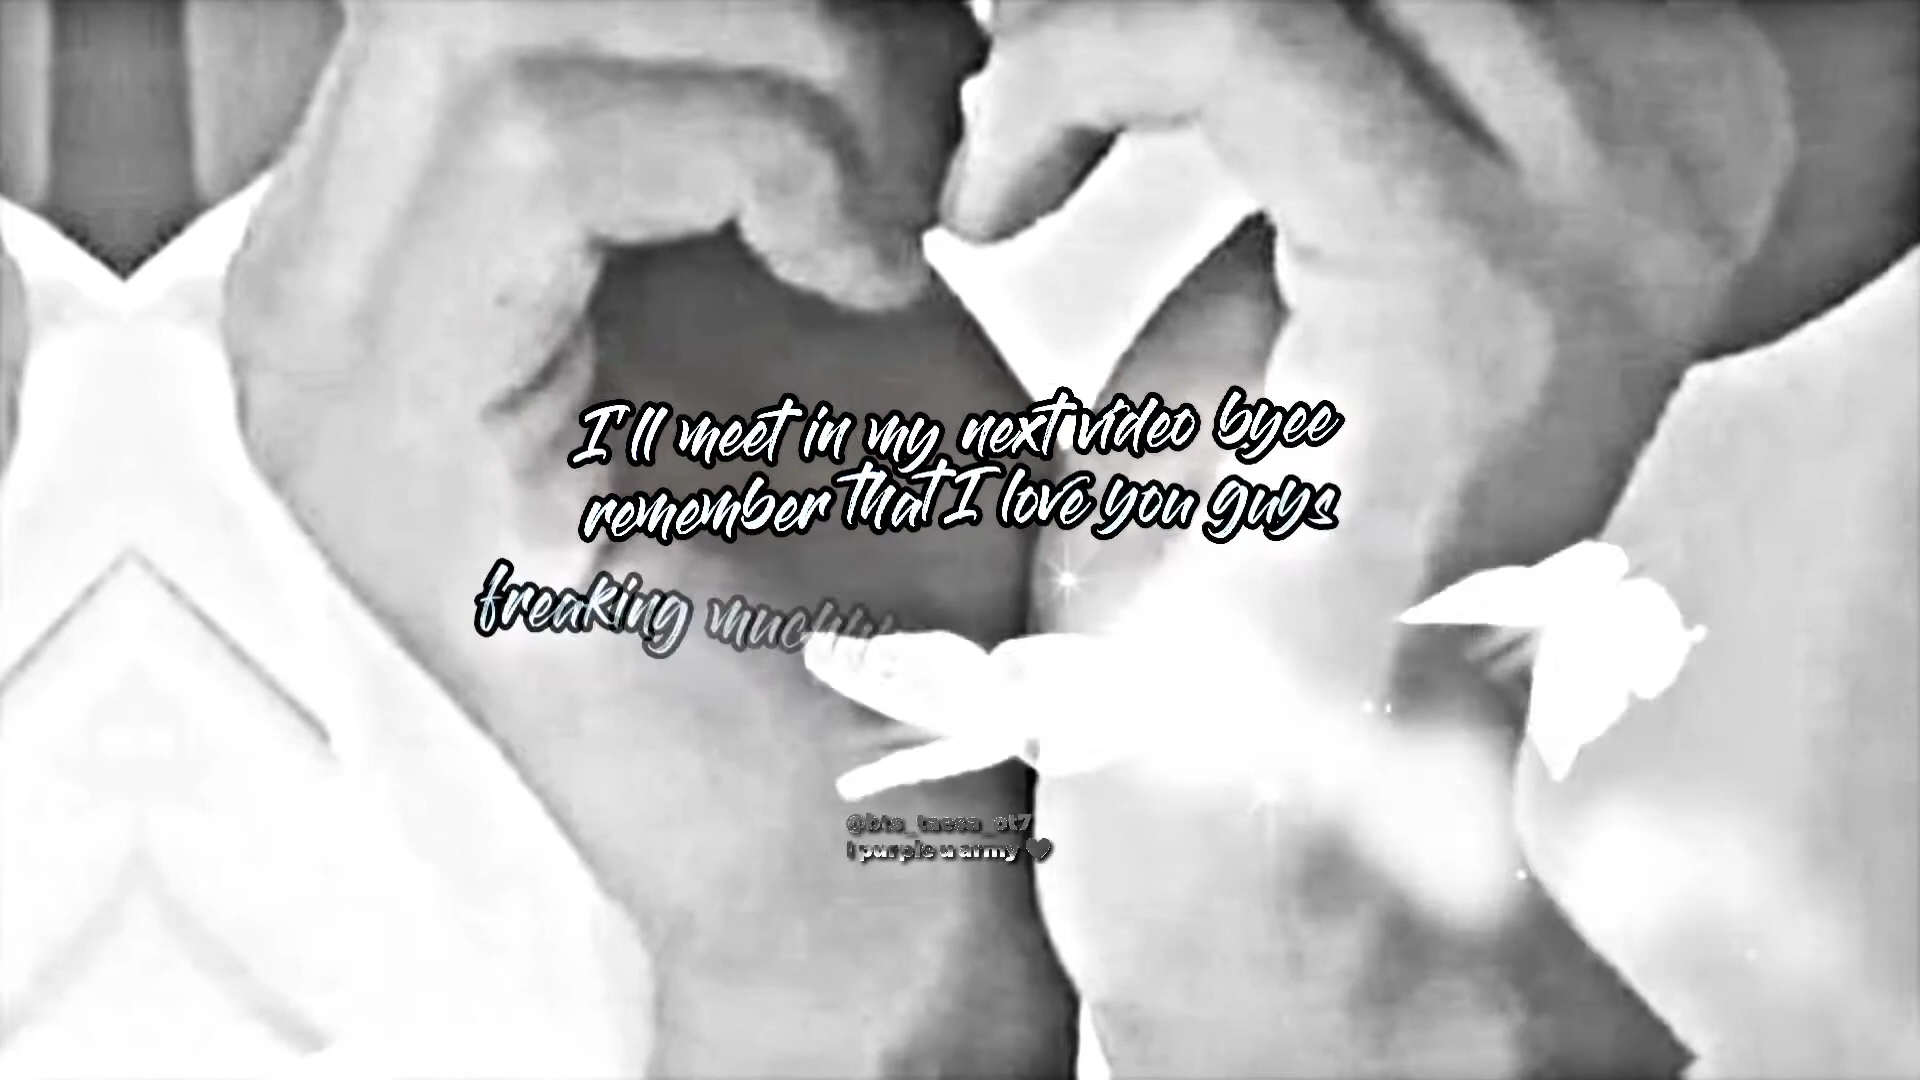 I'll meet in my next video byee
remember that I love you guys
freaking
@bts_taesa_ot7
I purple u army 🖤